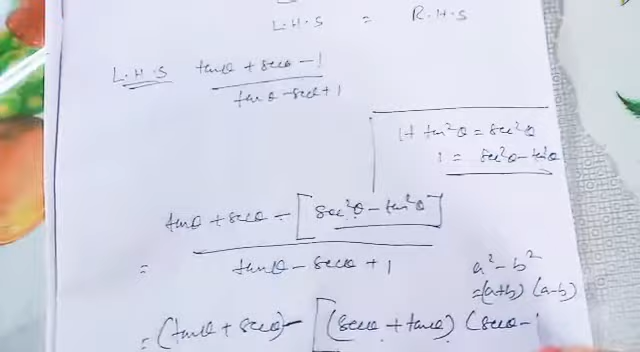 L.H.S = R.H.S
L.H.S tanθ + secθ - 1
tanθ - secθ + 1
1 + tan²θ = sec²θ
1 = sec²θ - tan²θ
tanθ + secθ - [sec²θ - tan²θ]
= tanθ - secθ + 1
a² - b²
= (a+b) (a-b)
= (tanθ + secθ) - [(secθ + tanθ) (secθ -